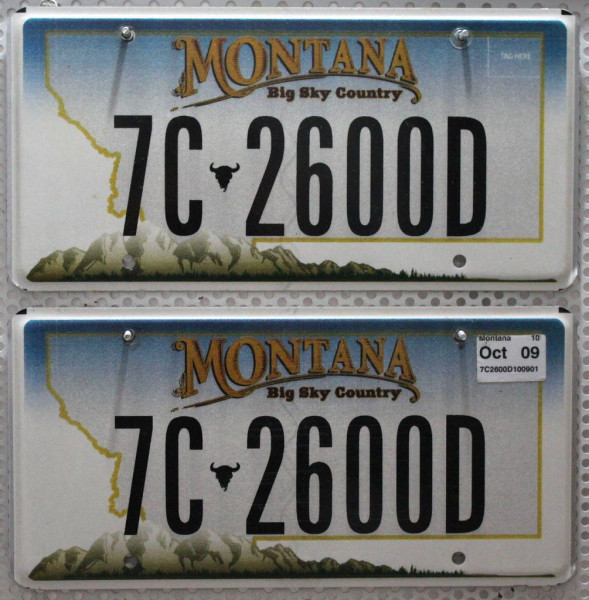 MONTANA
TAG HERE
Big Sky Country
7C 2600D
Montana 10
MONTANA
Oct 09
7C2600D100901
Big Sky Country
7C 2600D